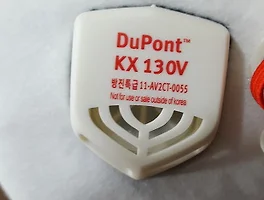 DuPont™
KX 130V
방진특급 11-AV2CT-0055
Not for use or sale outside of korea